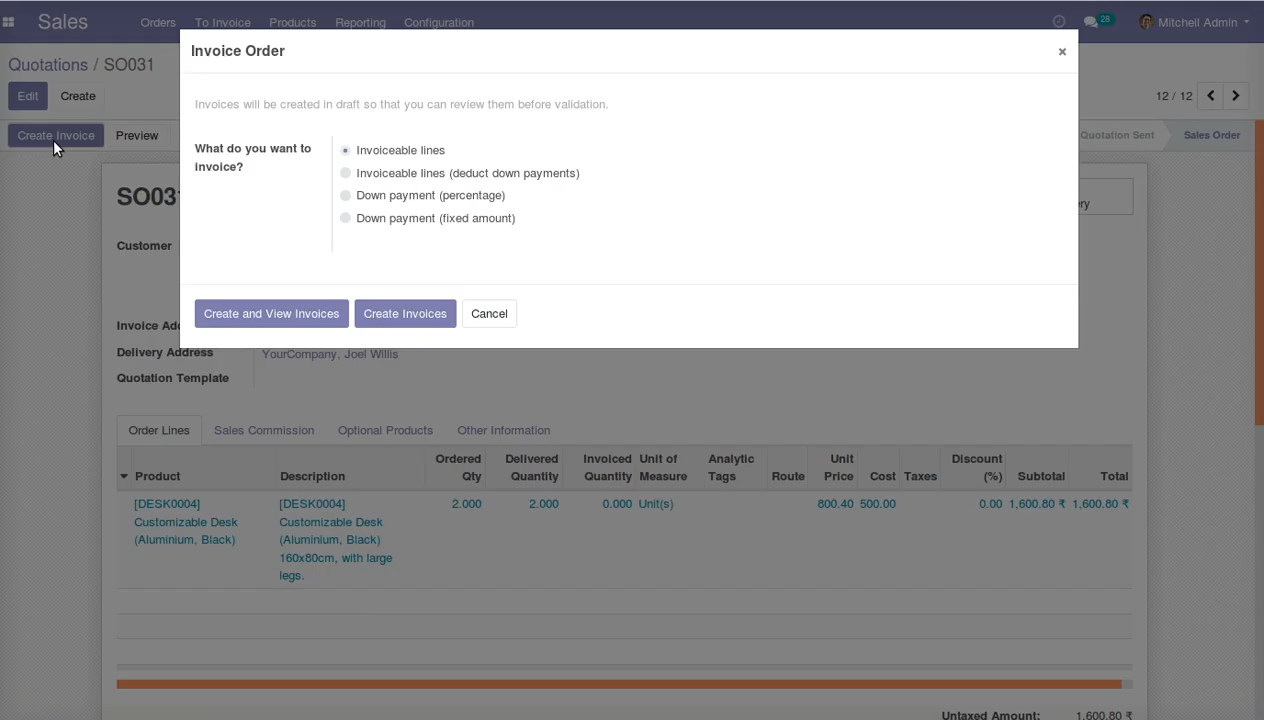 Sales Orders To Invoice Products Reporting Configuration 28 Mitchell Admin
Invoice Order ×
Quotations / SO031
Edit Create 12 / 12
Invoices will be created in draft so that you can review them before validation.
Create Invoice Preview Quotation Sent Sales Order
What do you want to
invoice?
Invoiceable lines
Invoiceable lines (deduct down payments)
Down payment (percentage)
Down payment (fixed amount)
Customer
Create and View Invoices Create Invoices Cancel
Delivery Address YourCompany, Joel Willis
Quotation Template
Order Lines Sales Commission Optional Products Other Information
Product Description Ordered
Qty Delivered
Quantity Invoiced
Quantity Unit of
Measure Analytic
Tags Route Unit
Price Cost Taxes Discount
(%) Subtotal Total
[DESK0004]
Customizable Desk
(Aluminium, Black)
[DESK0004]
Customizable Desk
(Aluminium, Black)
160x80cm, with large
legs.
2.000 2.000 0.000 Unit(s) 800.40 500.00 0.00 1,600.80 ₹ 1,600.80 ₹
Untaxed Amount: 1,600.80 ₹